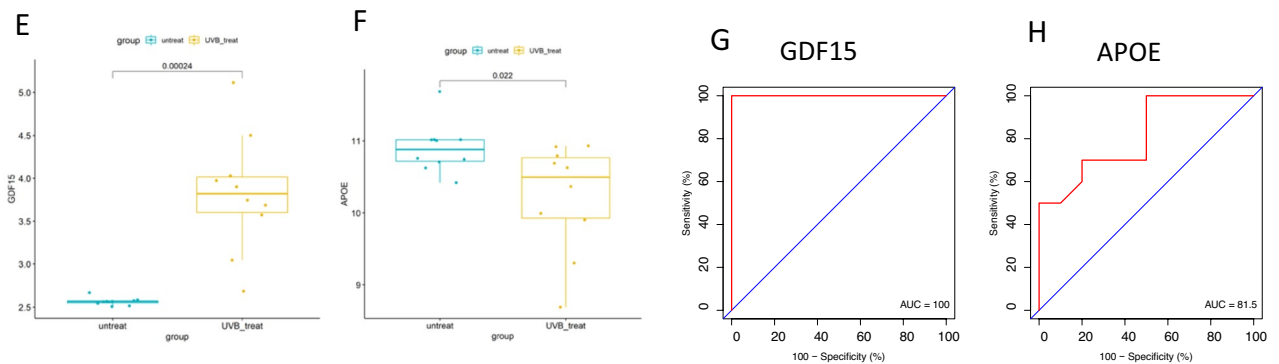 E
group untreat UVB_treat
0.00024
5.0
4.5
4.0
3.5
3.0
2.5
GDF15
untreat UVB_treat
group
F
group untreat UVB_treat
0.022
11
10
9
APOE
untreat UVB_treat
group
G GDF15
100
80
60
40
20
0
Sensitivity (%)
AUC = 100
0 20 40 60 80 100
100 − Specificity (%)
H APOE
100
80
60
40
20
0
Sensitivity (%)
AUC = 81.5
0 20 40 60 80 100
100 − Specificity (%)